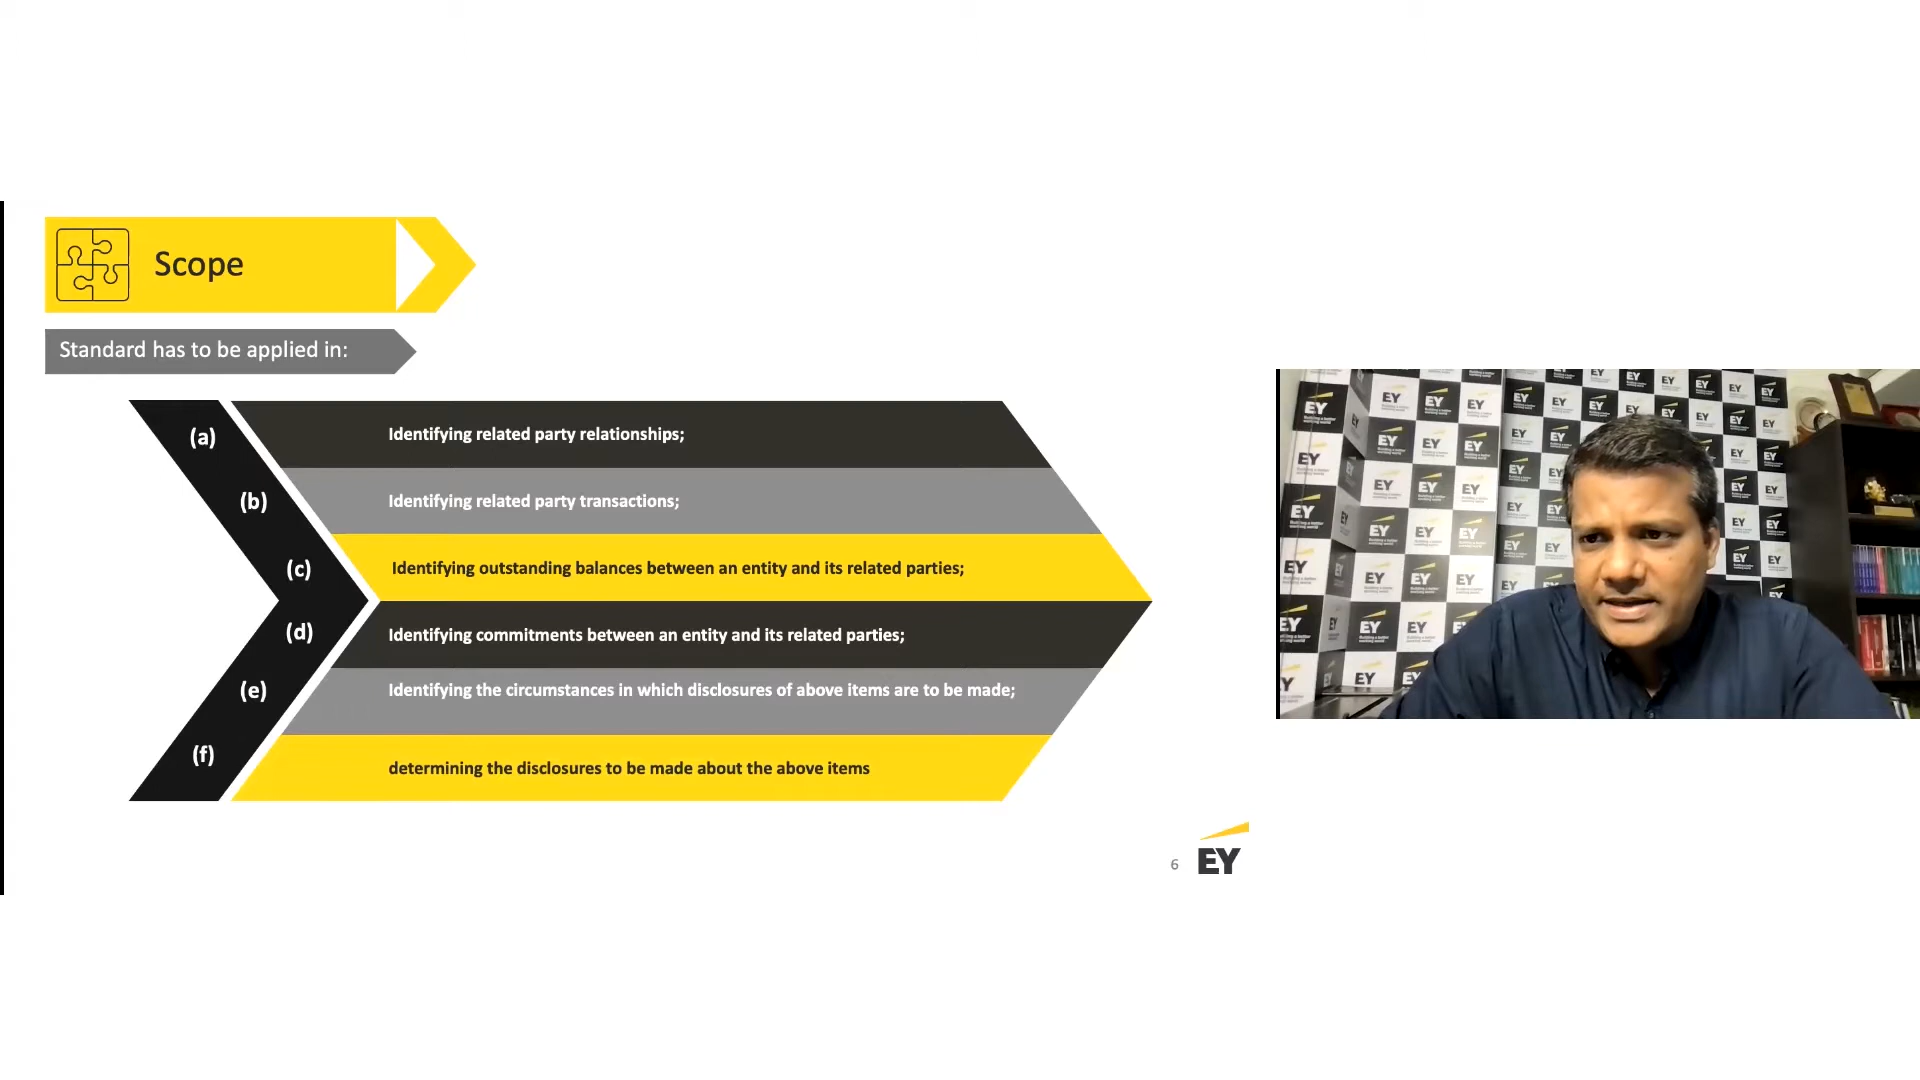 Scope
Standard has to be applied in:
(a) Identifying related party relationships;
(b) Identifying related party transactions;
(c) Identifying outstanding balances between an entity and its related parties;
(d) Identifying commitments between an entity and its related parties;
(e) Identifying the circumstances in which disclosures of above items are to be made;
(f) determining the disclosures to be made about the above items
6
EY